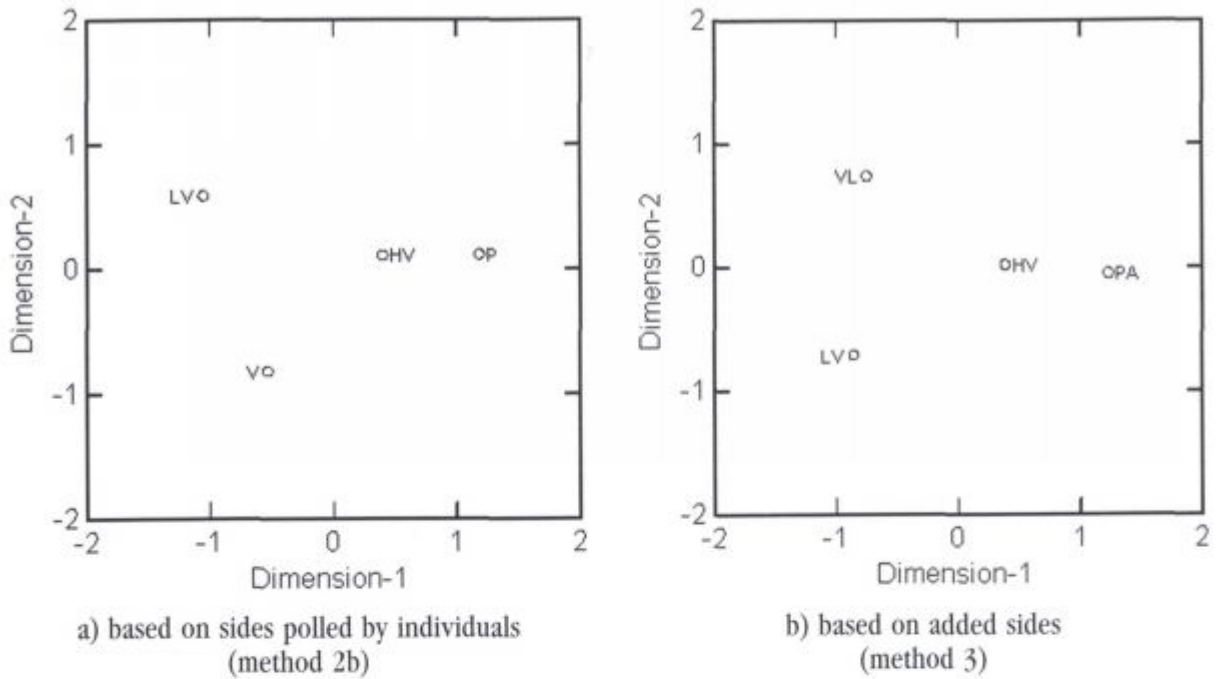 2
1
0
-1
-2
-2 -1 0 1 2
Dimension-2
Dimension-1
LV
HV
P
V
a) based on sides polled by individuals
(method 2b)
2
1
0
-1
-2
-2 -1 0 1 2
Dimension-2
Dimension-1
VL
HV
PA
LV
b) based on added sides
(method 3)